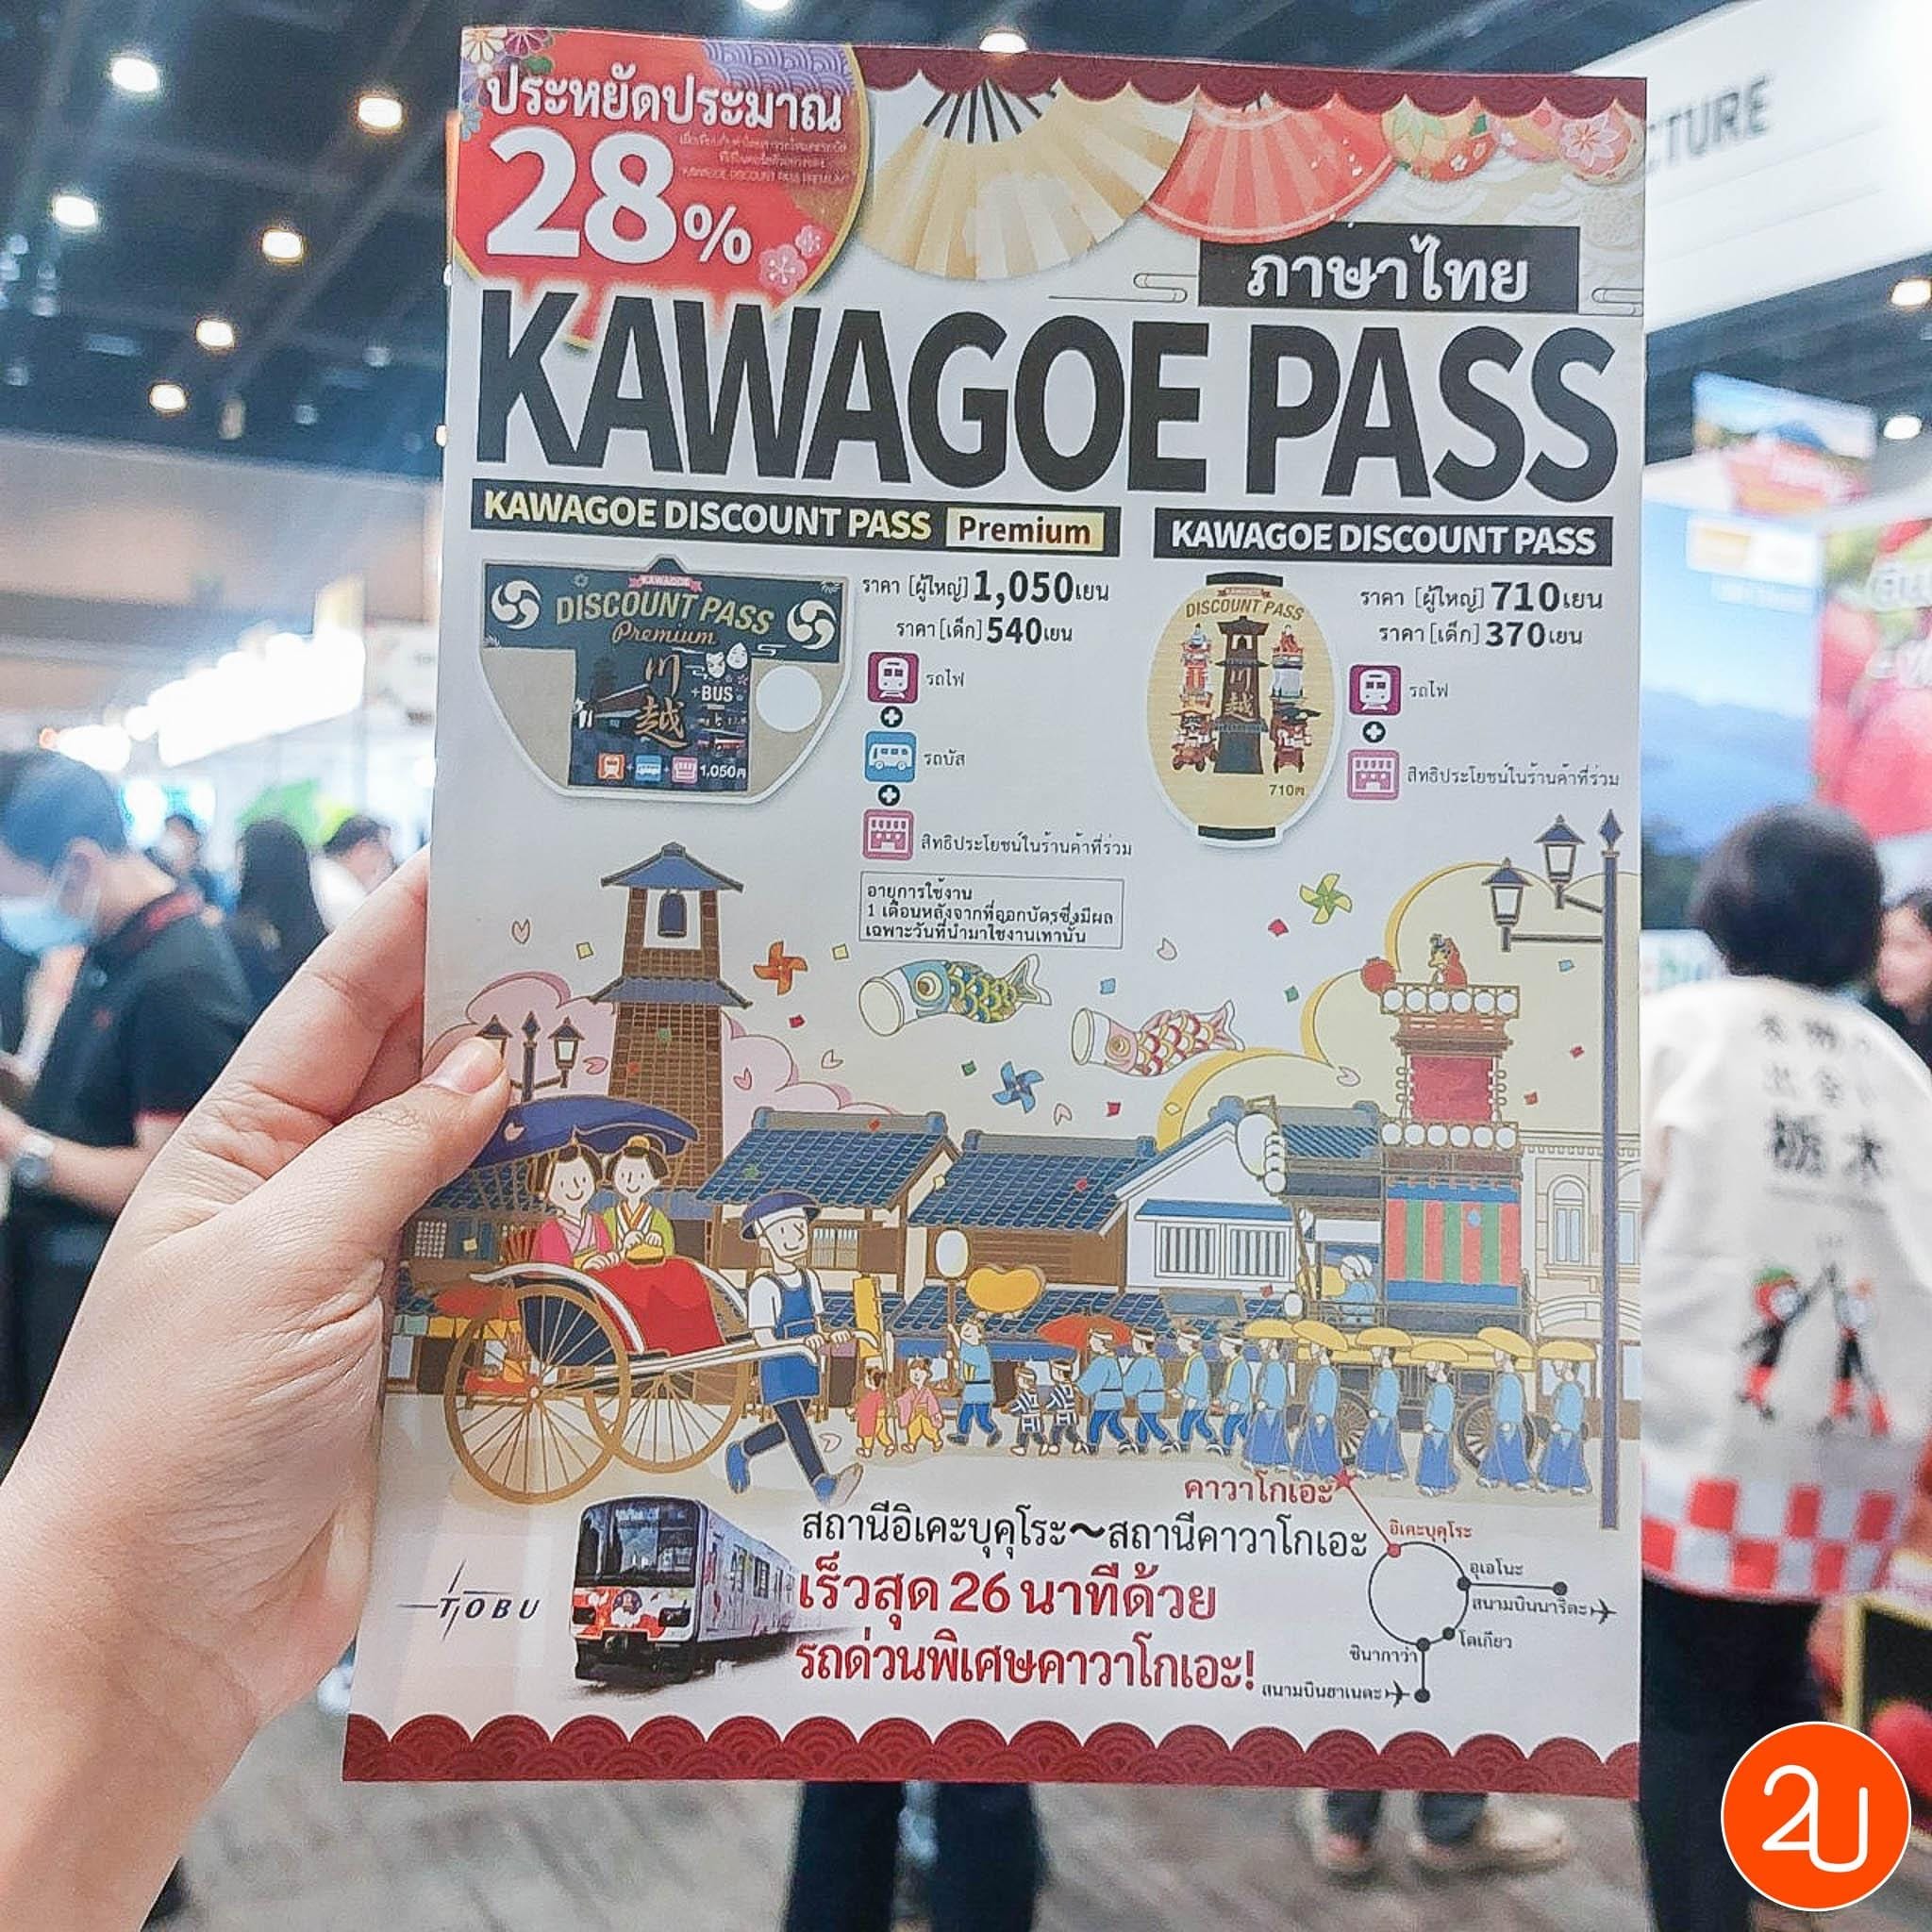 ประหยัดประมาณ
28%
CTURE
ภาษาไทย
KAWAGOE PASS
KAWAGOE DISCOUNT PASS Premium
KAWAGOE DISCOUNT PASS
KAWAGOE
DISCOUNT PASS
Premium
川越
+BUS
1,050円
ราคา [ผู้ใหญ่] 1,050เยน
ราคา [เด็ก] 540เยน
รถไฟ
รถบัส
สิทธิประโยชน์ในร้านค้าที่ร่วม
อายุการใช้งาน
1 เดือนหลังจากที่ออกบัตรซึ่งมีผล
เฉพาะวันที่นำมาใช้งานเท่านั้น
DISCOUNT PASS
川越
710円
ราคา [ผู้ใหญ่] 710เยน
ราคา [เด็ก] 370เยน
รถไฟ
สิทธิประโยชน์ในร้านค้าที่ร่วม
栃木
คาวาโกเอะ
สถานีอิเคะบุคุโระ～สถานีคาวาโกเอะ
เร็วสุด 26 นาทีด้วย
รถด่วนพิเศษคาวาโกเอะ!
TOBU
อิเคะบุคุโระ
อุเอโนะ
สนามบินนาริตะ
โตเกียว
ชินากาว่า
สนามบินฮาเนดะ
2U